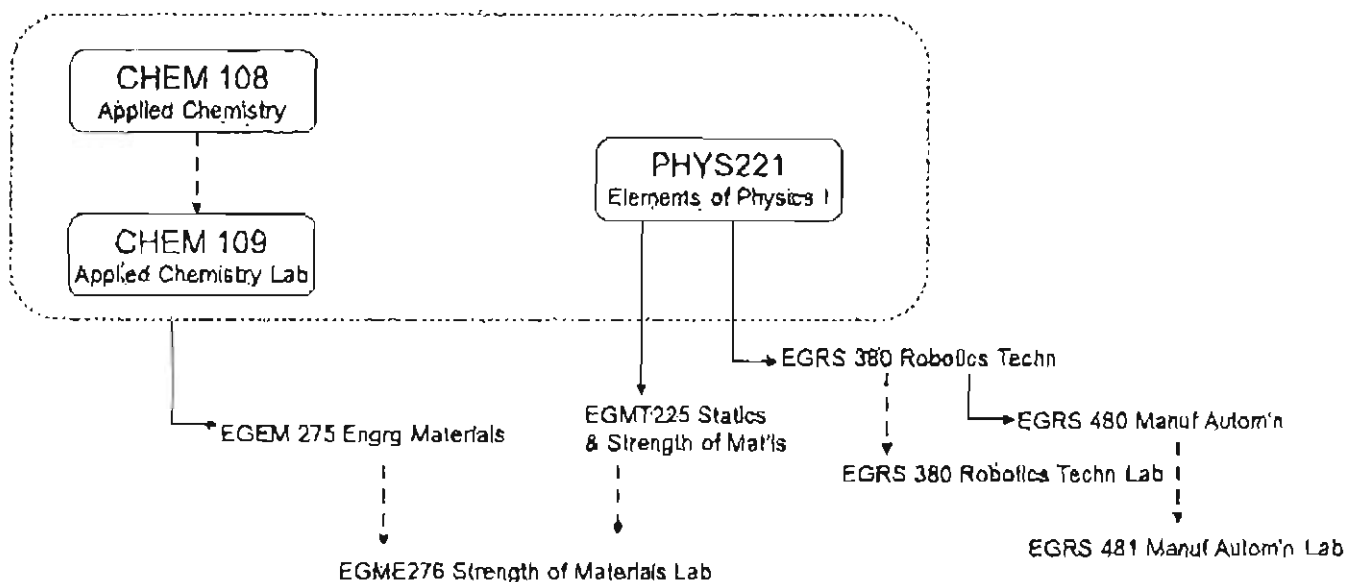 CHEM 108
Applied Chemistry
PHYS221
Elements of Physics I
CHEM 109
Applied Chemistry Lab
EGRS 380 Robotics Techn
EGMT225 Statics
& Strength of Mat'ls
EGRS 480 Manuf Autom'n
EGEM 275 Engrg Materials
EGRS 380 Robotics Techn Lab
EGRS 481 Manuf Autom'n Lab
EGME276 Strength of Materials Lab